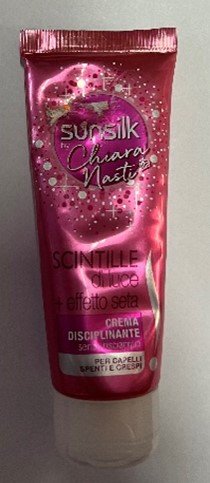 sunsilk
Chiara
Nasti
SCINTILLE
di luce
+ effetto seta
CREMA
DISCIPLINANTE
PER CAPELLI
SPENTI E CRESPI